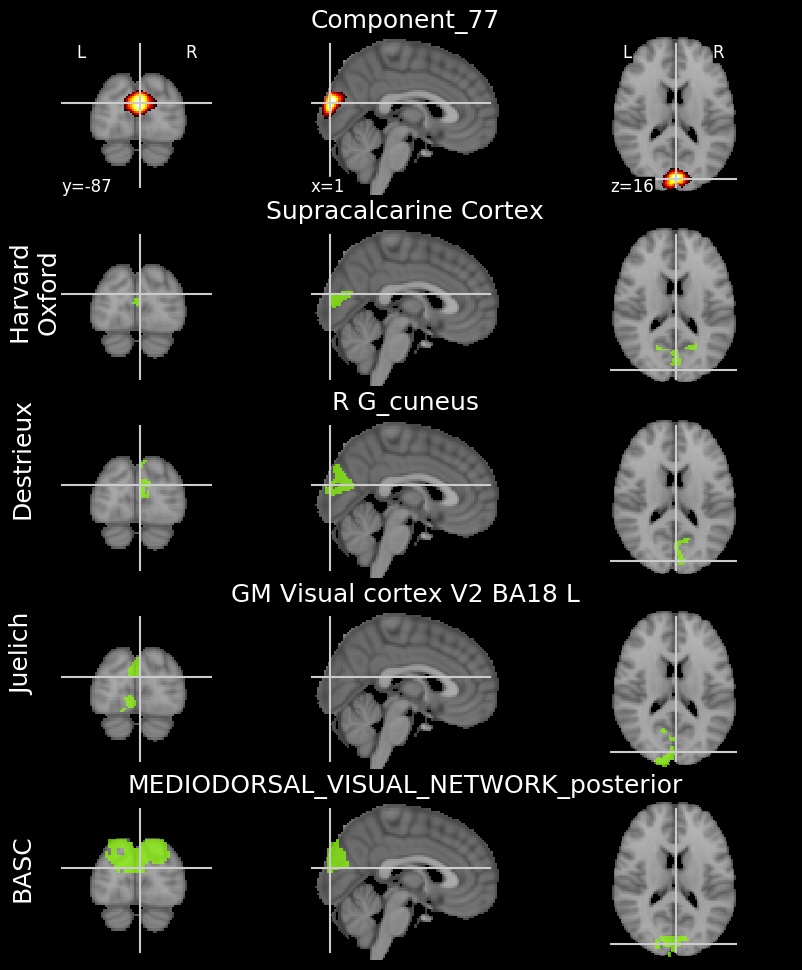 Component_77
L R L R
y=-87 x=1 z=16
Supracalcarine Cortex
Harvard
Oxford
R G_cuneus
Destrieux
GM Visual cortex V2 BA18 L
Juelich
MEDIODORSAL_VISUAL_NETWORK_posterior
BASC